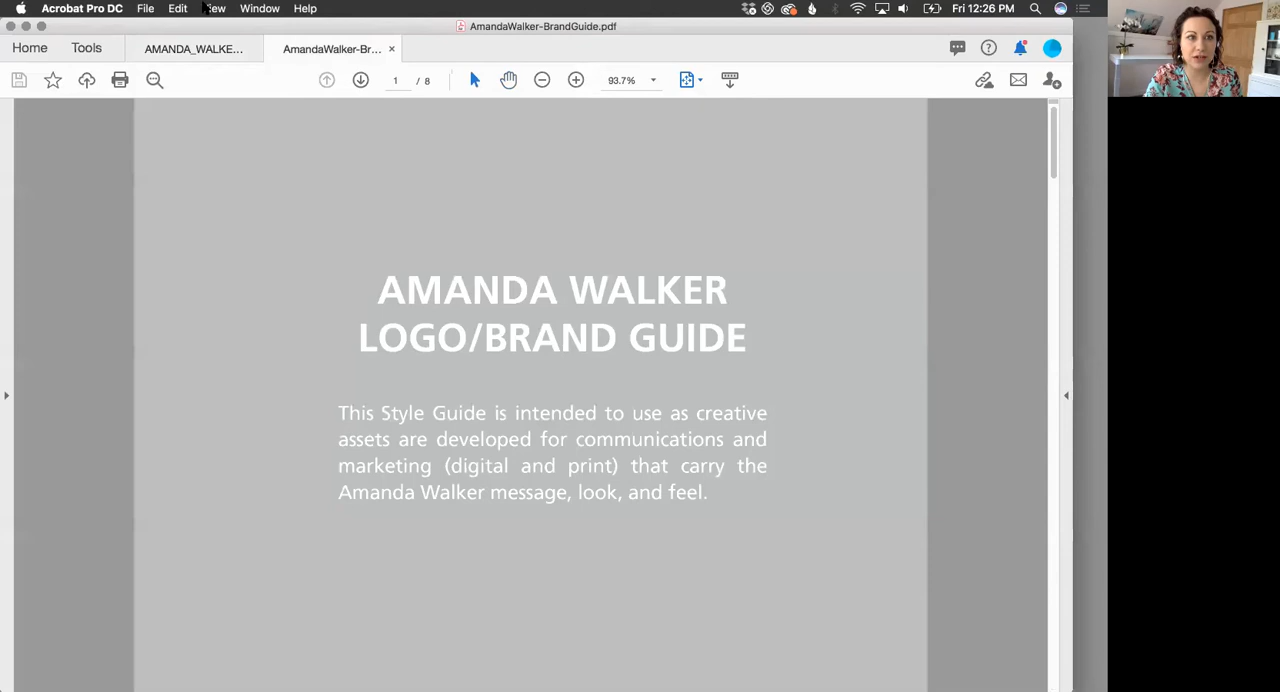 Acrobat Pro DC File Edit View Window Help Fri 12:26 PM
AmandaWalker-BrandGuide.pdf
Home Tools AMANDA_WALKE... AmandaWalker-Br... ×
1 / 8 93.7%
AMANDA WALKER
LOGO/BRAND GUIDE
This Style Guide is intended to use as creative
assets are developed for communications and
marketing (digital and print) that carry the
Amanda Walker message, look, and feel.